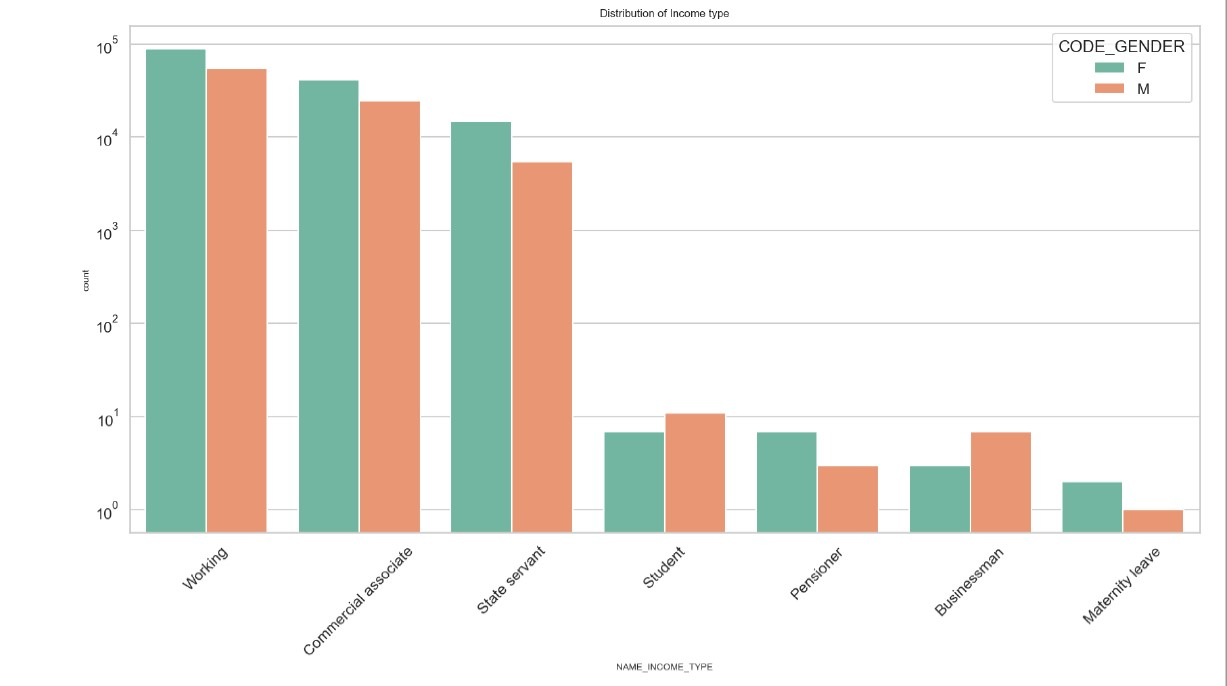 Distribution of Income type
CODE_GENDER
F
M
10^5
10^4
10^3
10^2
10^1
10^0
count
Working
Commercial associate
State servant
Student
Pensioner
Businessman
Maternity leave
NAME_INCOME_TYPE